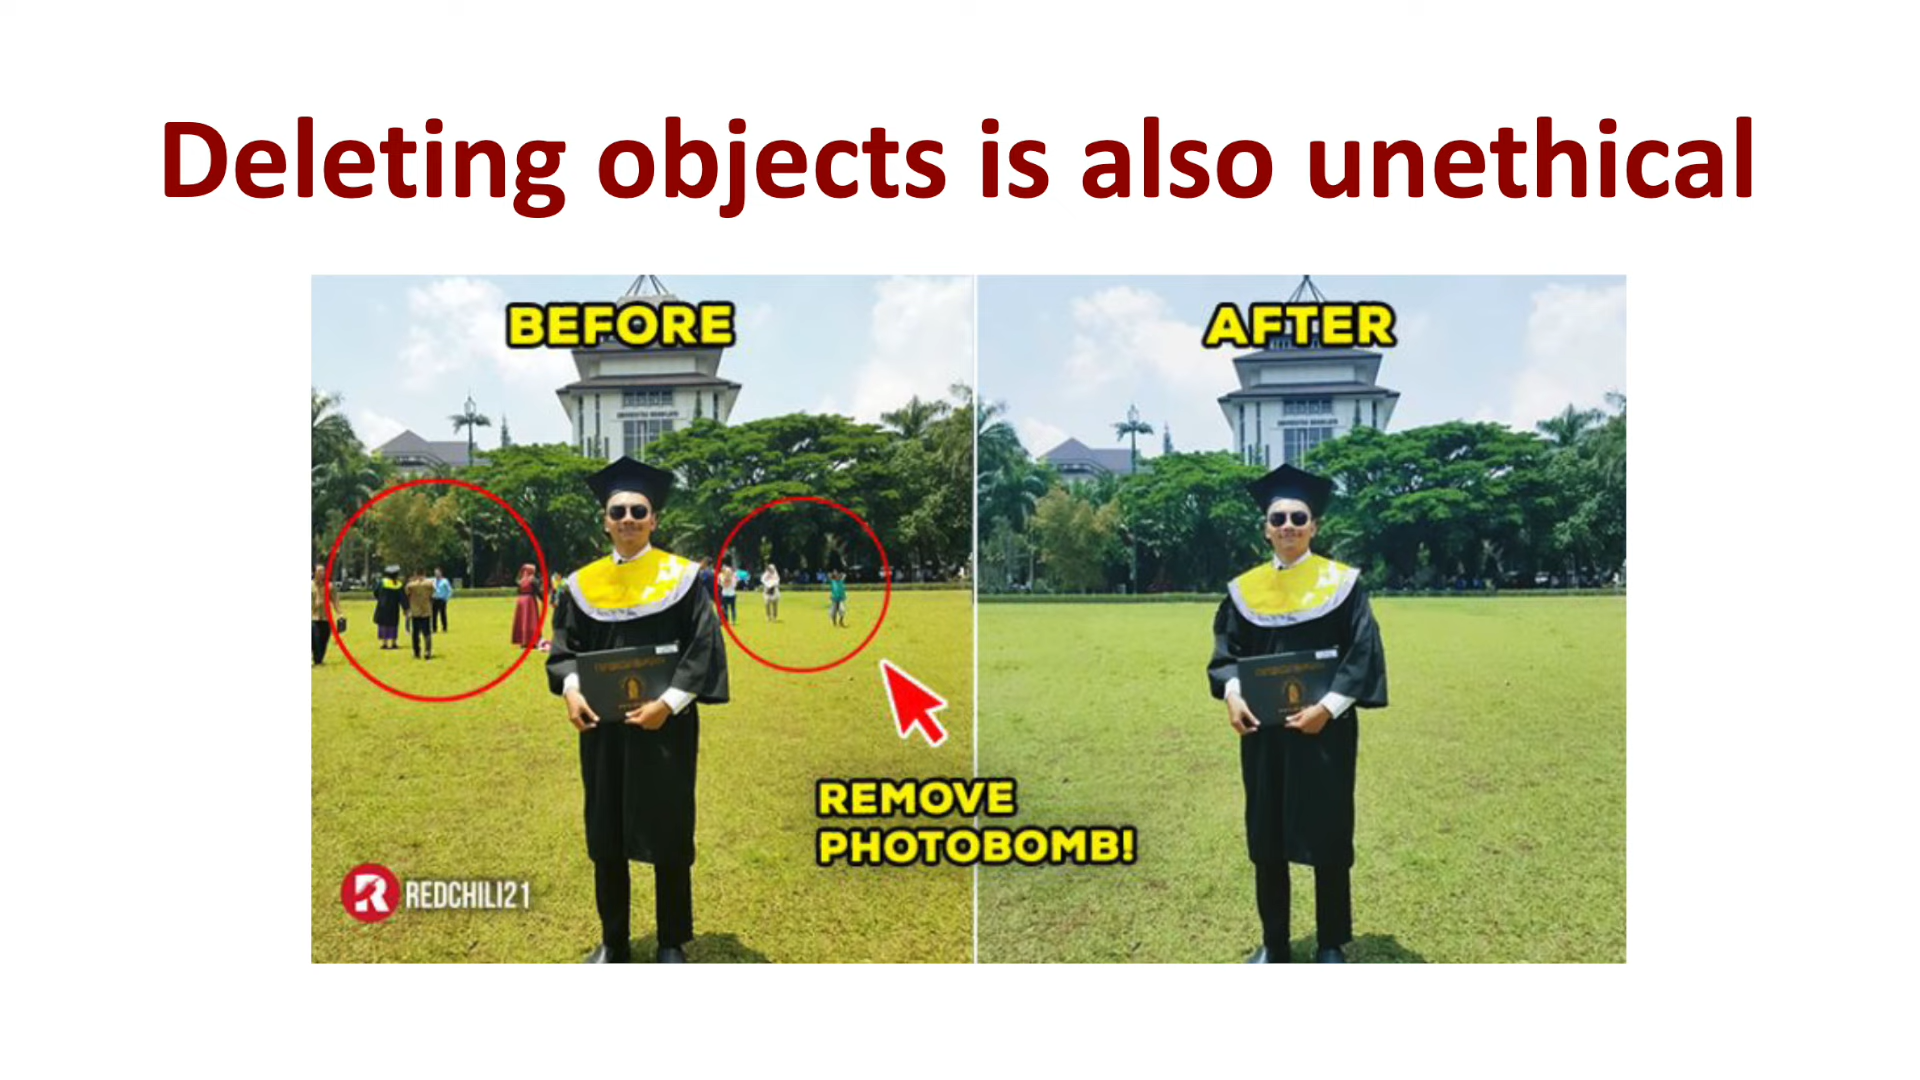 Deleting objects is also unethical
BEFORE
AFTER
REMOVE
PHOTOBOMB!
REDCHILI21